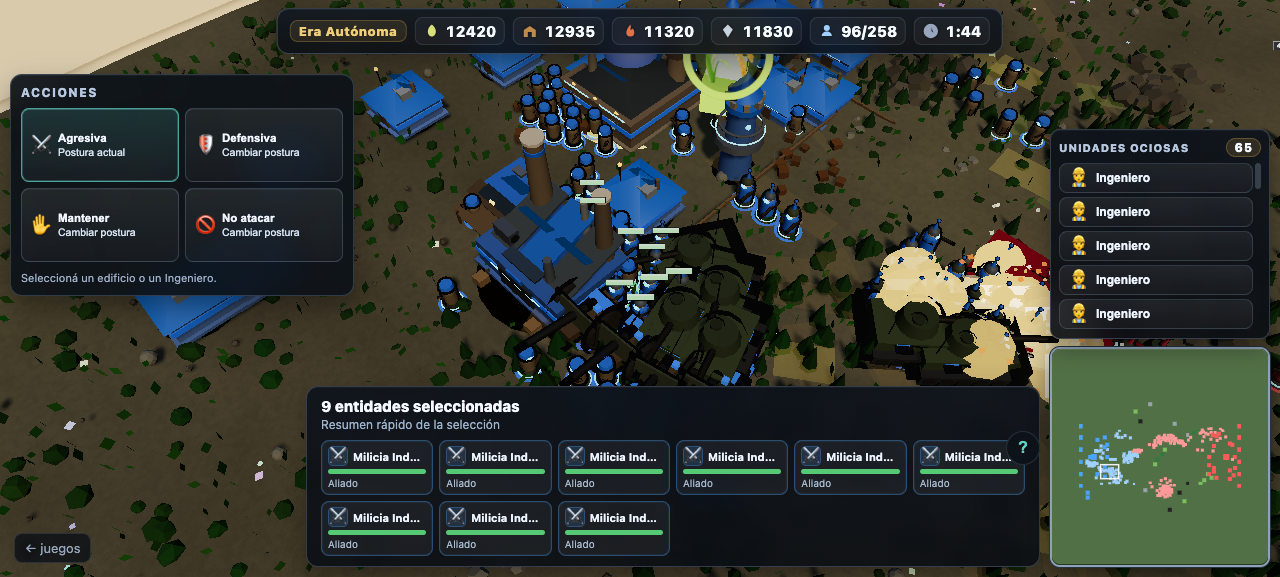 Era Autónoma
12420
12935
11320
11830
96/258
1:44
ACCIONES
Agresiva
Postura actual
Defensiva
Cambiar postura
Mantener
Cambiar postura
No atacar
Cambiar postura
Seleccioná un edificio o un Ingeniero.
UNIDADES OCIOSAS
65
Ingeniero
Ingeniero
Ingeniero
Ingeniero
Ingeniero
9 entidades seleccionadas
Resumen rápido de la selección
?
Milicia Ind...
Aliado
Milicia Ind...
Aliado
Milicia Ind...
Aliado
Milicia Ind...
Aliado
Milicia Ind...
Aliado
Milicia Ind...
Aliado
Milicia Ind...
Aliado
Milicia Ind...
Aliado
Milicia Ind...
Aliado
← juegos